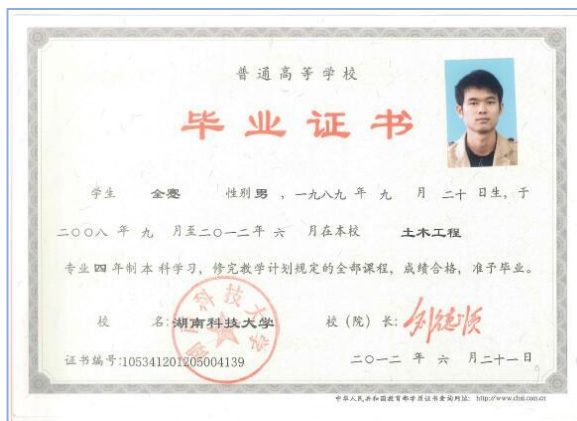 普通高等学校
毕业证书
学生 全蹇 性别男，一九八九年九月二十日生，于
二〇〇八年九月至二〇一二年六月在本校 土木工程
专业四年制本科学习，修完教学计划规定的全部课程，成绩合格，准予毕业。
校 名：湖南科技大学 校（院）长：
证书编号：105341201205004139 二〇一二年六月二十一日
中华人民共和国教育部学历证书查询网址：http://www.chsi.com.cn